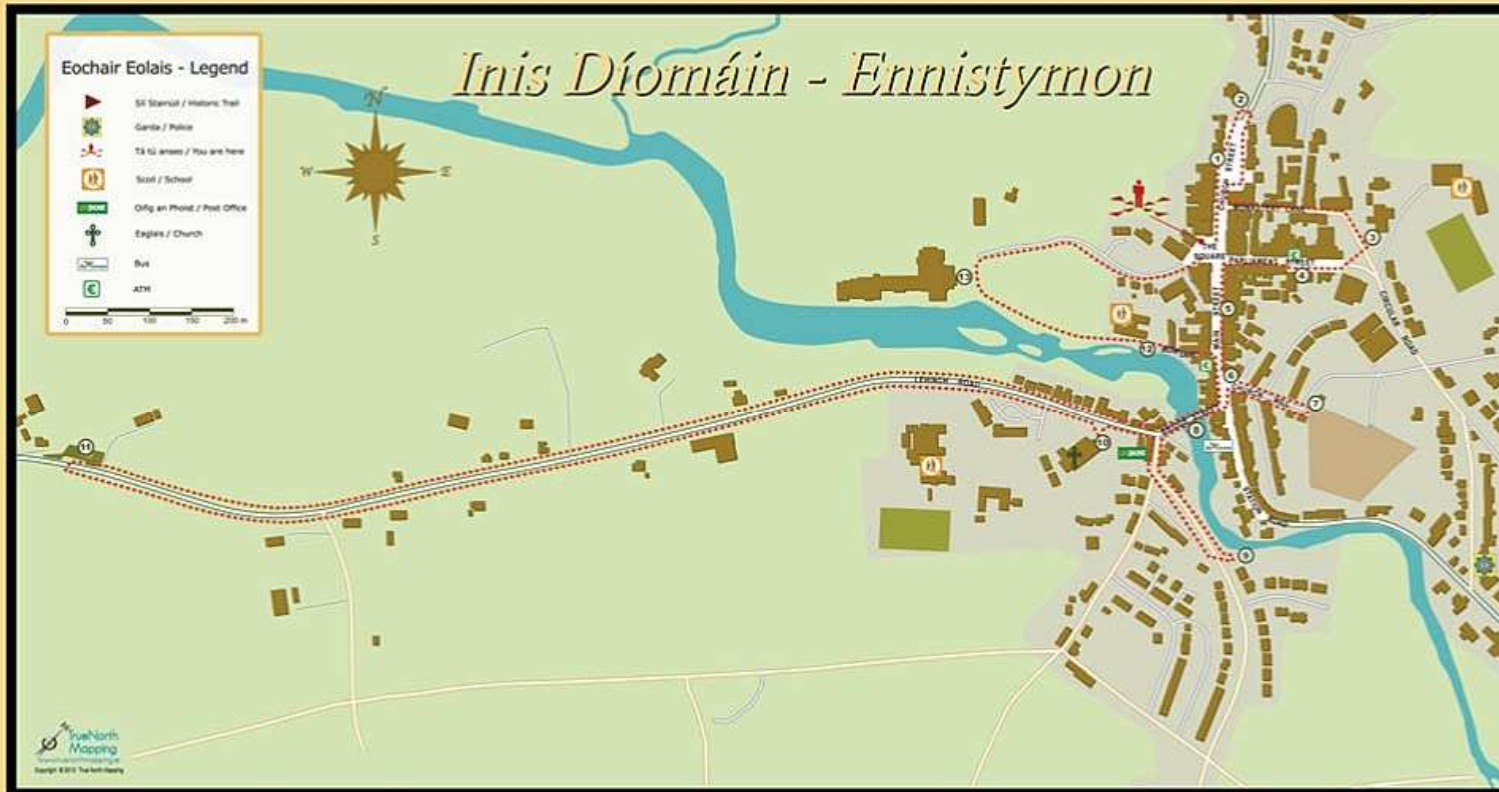 Inis Díomáin - Ennistymon
Eochair Eolais - Legend
Slí Stairiúil / Historic Trail
Garda / Police
Tá tú anseo / You are here
Scoil / School
Oifig an Phoist / Post Office
Eaglais / Church
Bus
ATM
0 50 100 150 200 m
N
W E
S
2
1
CHURCH STREET
3
THE
SQUARE
PARLIAMENT STREET
4
13
CIRCULAR ROAD
5
MAIN STREET
12
6
LEHINCH ROAD
7
8
10
11
STATION ROAD
9
TrueNorth
Mapping